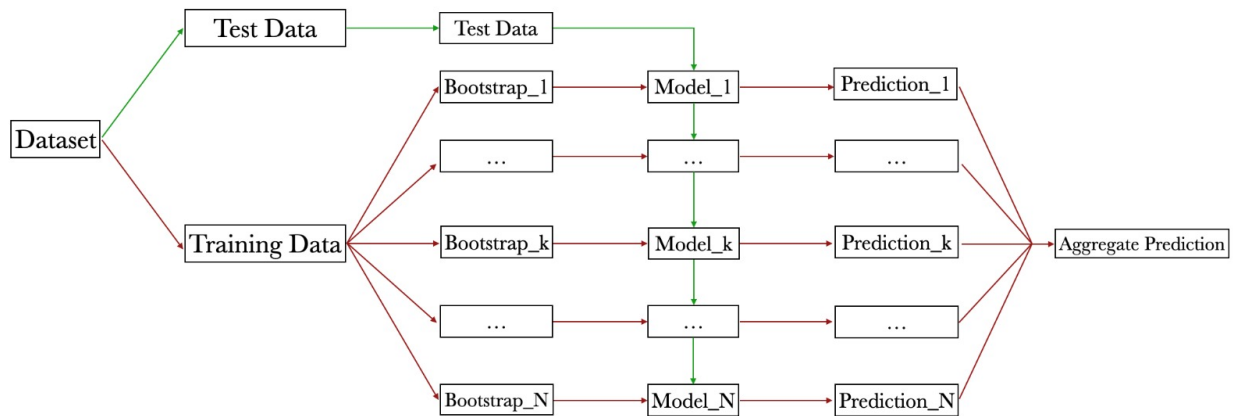 Test Data
Test Data
Bootstrap_1
Model_1
Prediction_1
Dataset
...
...
...
Training Data
Bootstrap_k
Model_k
Prediction_k
Aggregate Prediction
...
...
...
Bootstrap_N
Model_N
Prediction_N